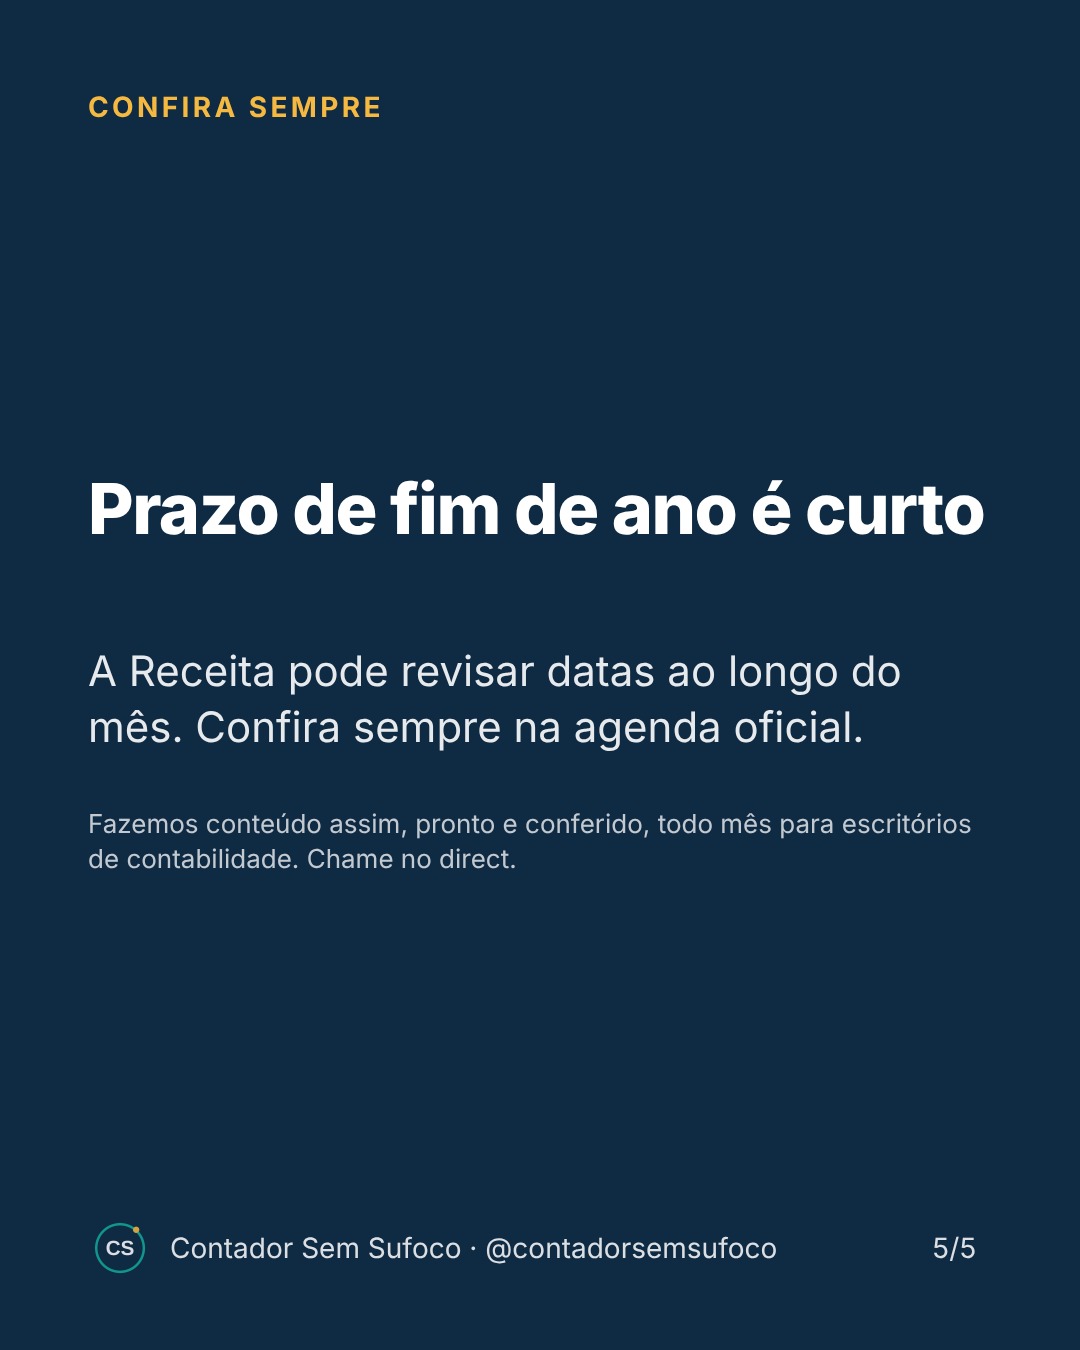 CONFIRA SEMPRE
Prazo de fim de ano é curto
A Receita pode revisar datas ao longo do
mês. Confira sempre na agenda oficial.
Fazemos conteúdo assim, pronto e conferido, todo mês para escritórios
de contabilidade. Chame no direct.
CS Contador Sem Sufoco · @contadorsemsufoco 5/5